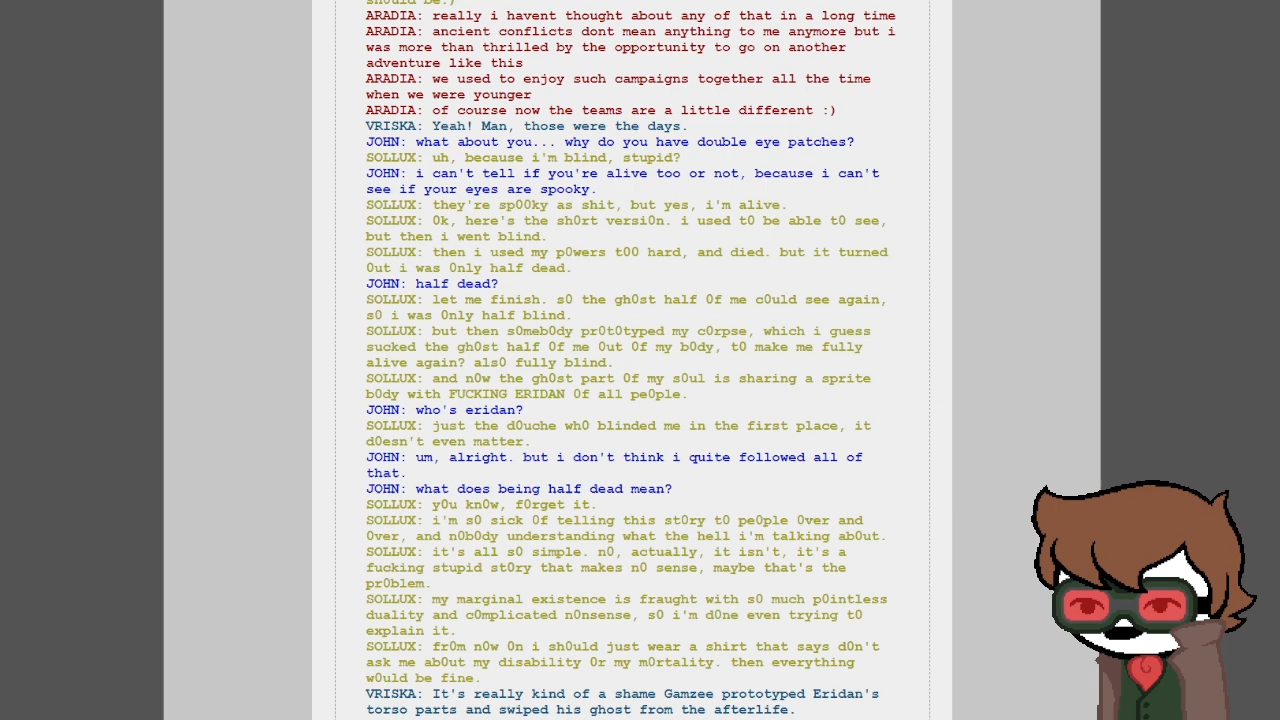 sh0uld be.)
ARADIA: really i havent thought about any of that in a long time
ARADIA: ancient conflicts dont mean anything to me anymore but i
was more than thrilled by the opportunity to go on another
adventure like this
ARADIA: we used to enjoy such campaigns together all the time
when we were younger
ARADIA: of course now the teams are a little different :)
VRISKA: Yeah! Man, those were the days.
JOHN: what about you... why do you have double eye patches?
SOLLUX: uh, because i'm blind, stupid?
JOHN: i can't tell if you're alive too or not, because i can't
see if your eyes are spooky.
SOLLUX: they're sp00ky as shit, but yes, i'm alive.
SOLLUX: 0k, here's the sh0rt versi0n. i used t0 be able t0 see,
but then i went blind.
SOLLUX: then i used my p0wers t00 hard, and died. but it turned
0ut i was 0nly half dead.
JOHN: half dead?
SOLLUX: let me finish. s0 the gh0st half 0f me c0uld see again,
s0 i was 0nly half blind.
SOLLUX: but then s0meb0dy pr0t0typed my c0rpse, which i guess
sucked the gh0st half 0f me 0ut 0f my b0dy, t0 make me fully
alive again? als0 fully blind.
SOLLUX: and n0w the gh0st part 0f my s0ul is sharing a sprite
b0dy with FUCKING ERIDAN 0f all pe0ple.
JOHN: who's eridan?
SOLLUX: just the d0uche wh0 blinded me in the first place, it
d0esn't even matter.
JOHN: um, alright. but i don't think i quite followed all of
that.
JOHN: what does being half dead mean?
SOLLUX: y0u kn0w, f0rget it.
SOLLUX: i'm s0 sick 0f telling this st0ry t0 pe0ple 0ver and
0ver, and n0b0dy understanding what the hell i'm talking ab0ut.
SOLLUX: it's all s0 simple. n0, actually, it isn't, it's a
fucking stupid st0ry that makes n0 sense, maybe that's the
pr0blem.
SOLLUX: my marginal existence is fraught with s0 much p0intless
duality and c0mplicated n0nsense, s0 i'm d0ne even trying t0
explain it.
SOLLUX: fr0m n0w 0n i sh0uld just wear a shirt that says d0n't
ask me ab0ut my disability 0r my m0rtality. then everything
w0uld be fine.
VRISKA: It's really kind of a shame Gamzee prototyped Eridan's
torso parts and swiped his ghost from the afterlife.